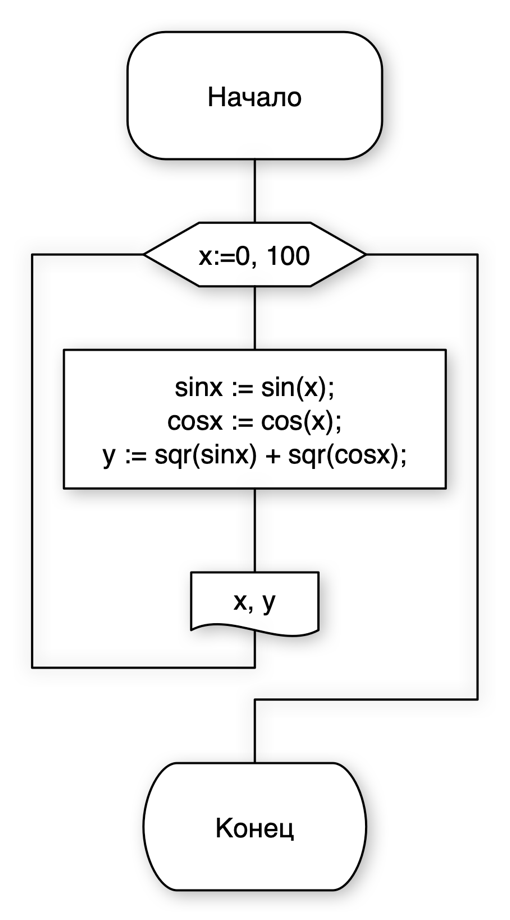 Начало
x:=0, 100
sinx := sin(x);
cosx := cos(x);
y := sqr(sinx) + sqr(cosx);
x, y
Конец